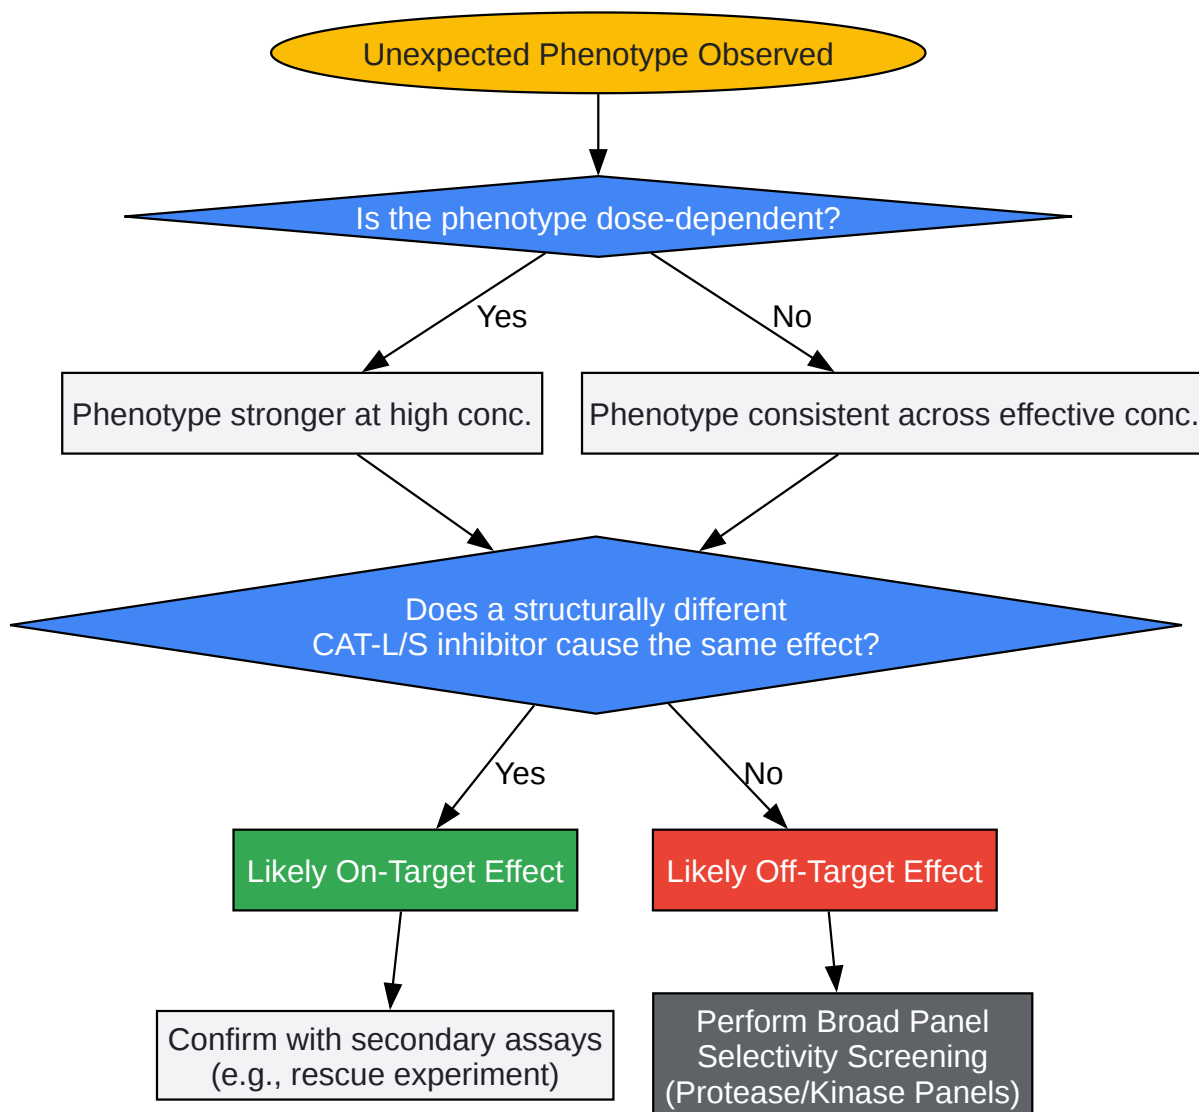 Unexpected Phenotype Observed
Is the phenotype dose-dependent?
Yes
No
Phenotype stronger at high conc.
Phenotype consistent across effective conc.
Does a structurally different
CAT-L/S inhibitor cause the same effect?
Yes
No
Likely On-Target Effect
Likely Off-Target Effect
Confirm with secondary assays
(e.g., rescue experiment)
Perform Broad Panel
Selectivity Screening
(Protease/Kinase Panels)